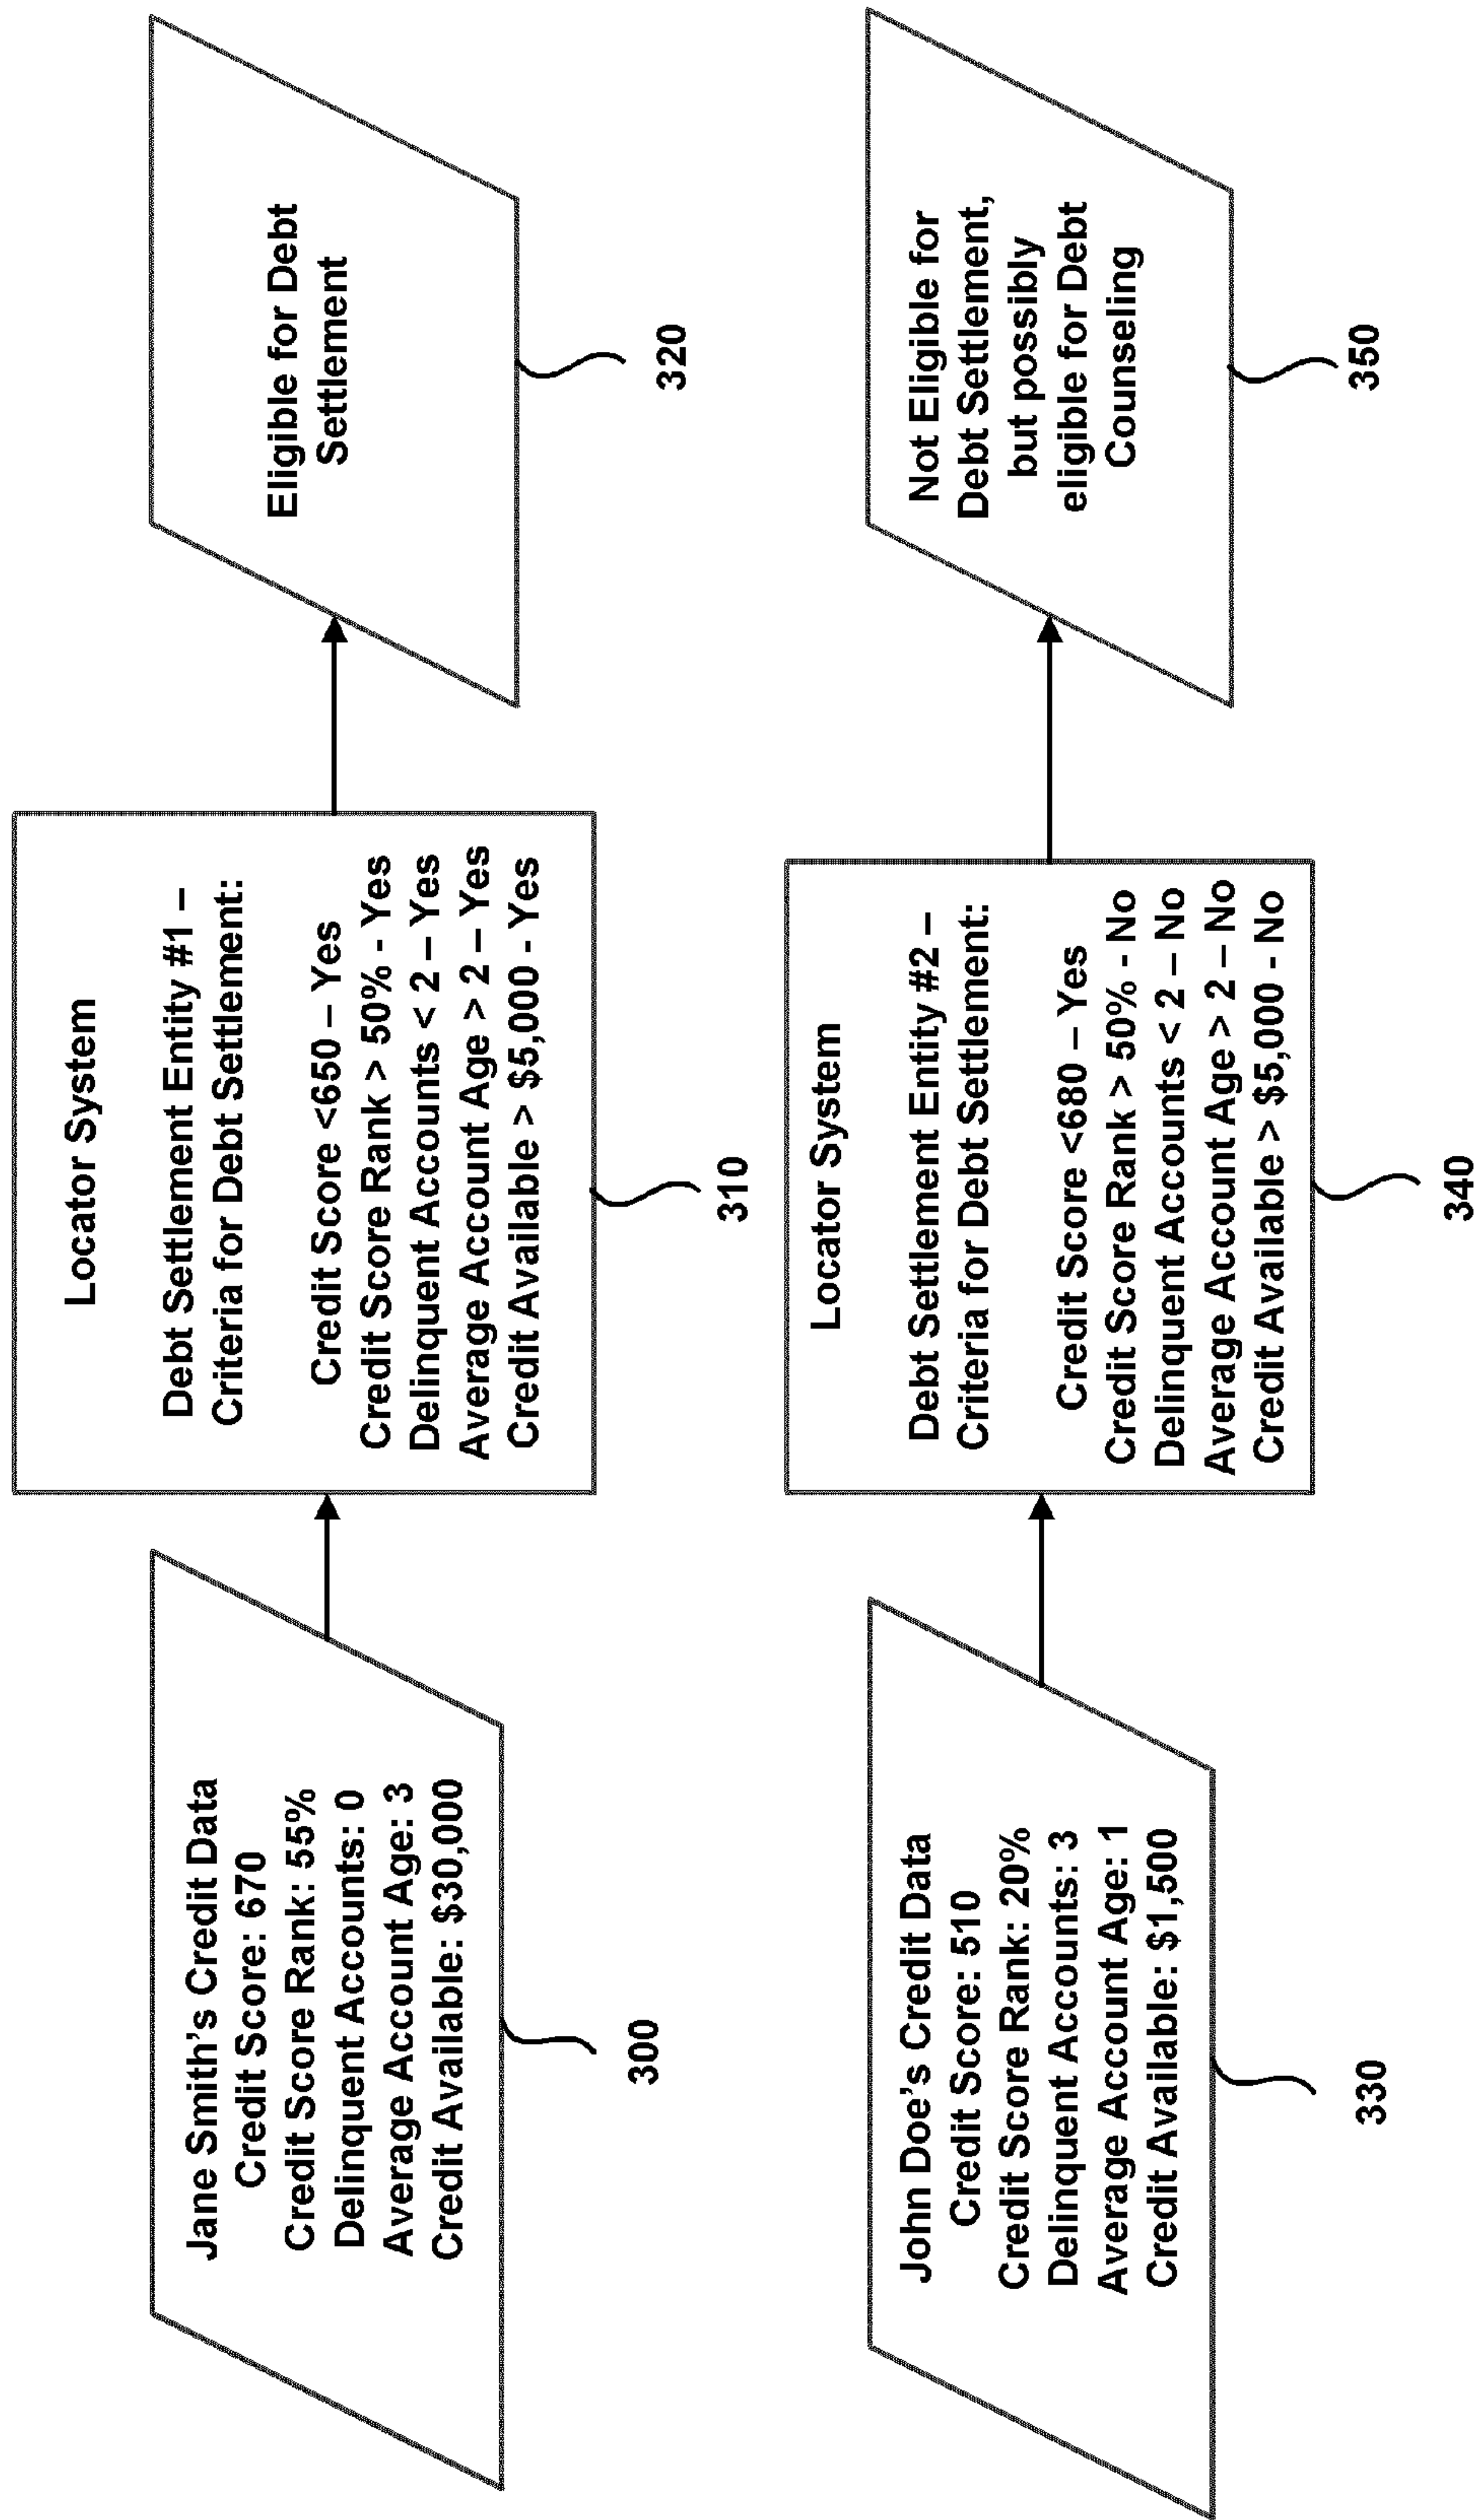 Jane Smith's Credit Data
Credit Score: 670
Credit Score Rank: 55%
Delinquent Accounts: 0
Average Account Age: 3
Credit Available: $30,000
300
Locator System
Debt Settlement Entity #1 –
Criteria for Debt Settlement:
Credit Score <650 – Yes
Credit Score Rank > 50% - Yes
Delinquent Accounts < 2 – Yes
Average Account Age > 2 – Yes
Credit Available > $5,000 - Yes
310
Eligible for Debt
Settlement
320
John Doe's Credit Data
Credit Score: 510
Credit Score Rank: 20%
Delinquent Accounts: 3
Average Account Age: 1
Credit Available: $1,500
330
Locator System
Debt Settlement Entity #2 –
Criteria for Debt Settlement:
Credit Score <680 – Yes
Credit Score Rank > 50% - No
Delinquent Accounts < 2 – No
Average Account Age > 2 – No
Credit Available > $5,000 - No
340
Not Eligible for
Debt Settlement,
but possibly
eligible for Debt
Counseling
350